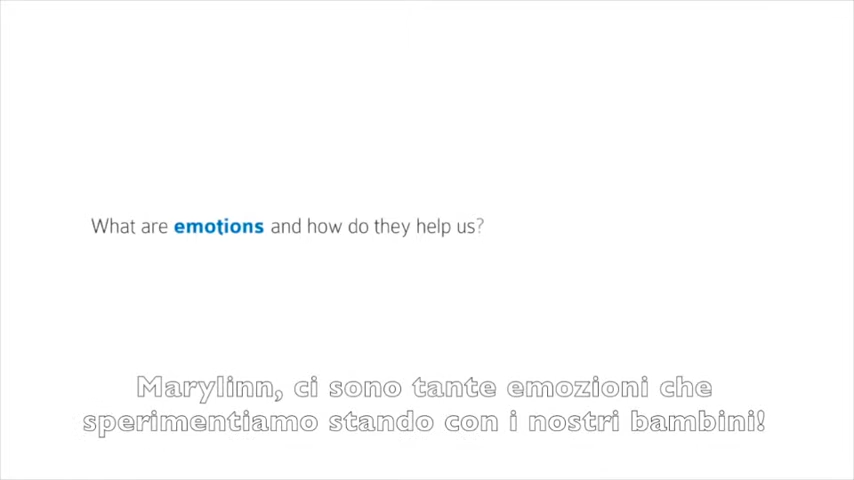 What are emotions and how do they help us?
Marylinn, ci sono tante emozioni che
sperimentiamo stando con i nostri bambini!